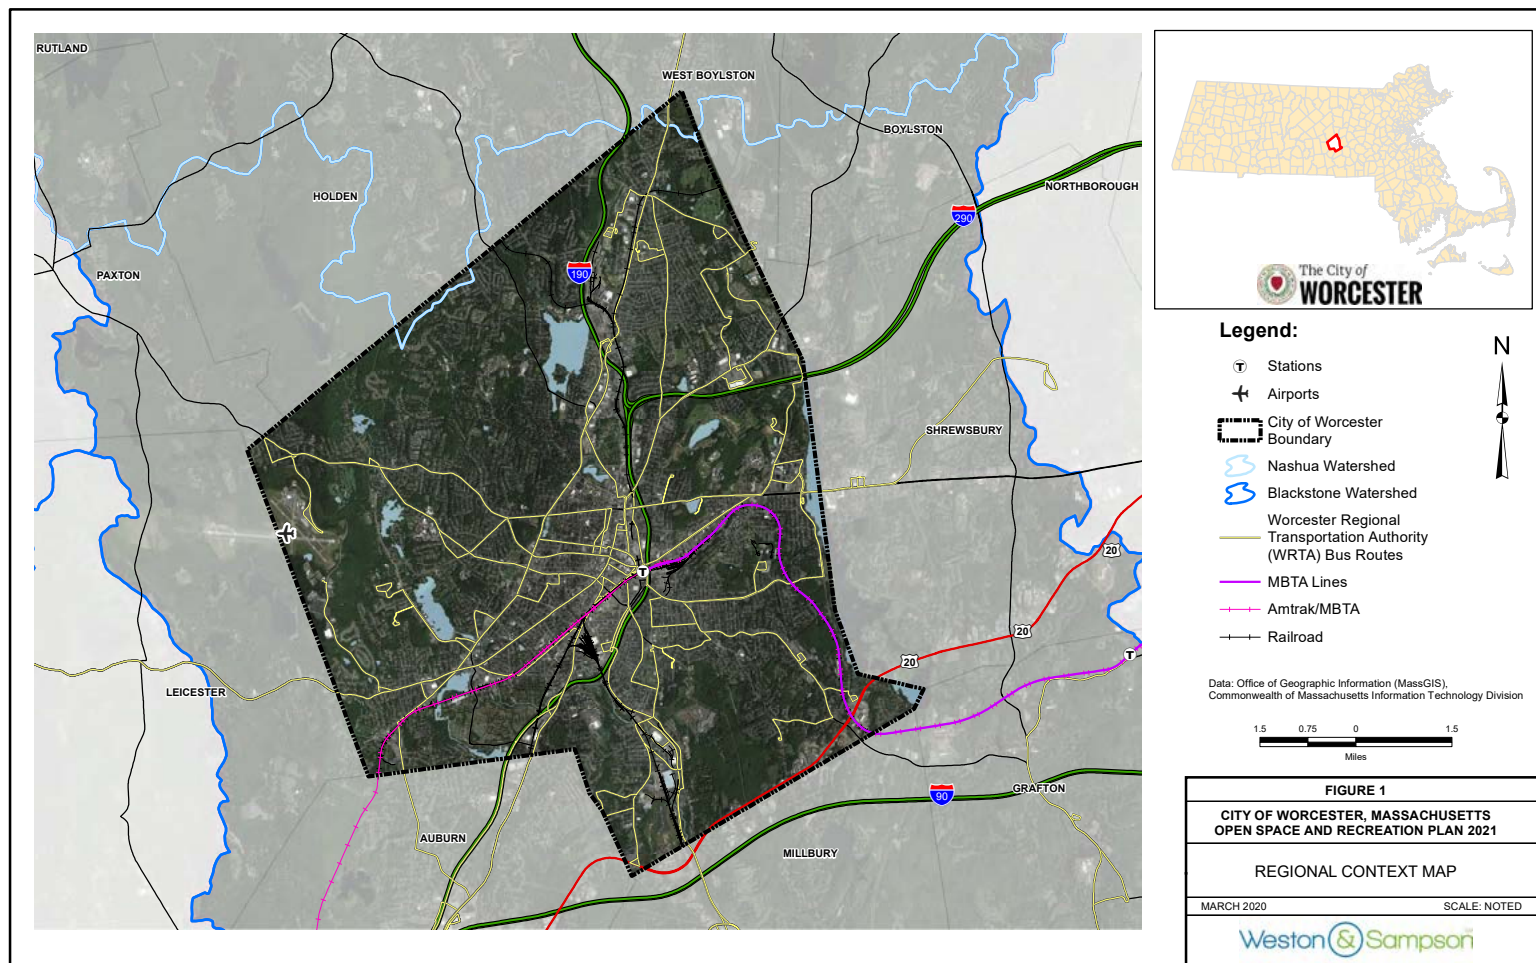 RUTLAND
WEST BOYLSTON
BOYLSTON
HOLDEN
NORTHBOROUGH
290
190
PAXTON
SHREWSBURY
T
20
20
20
T
LEICESTER
90
GRAFTON
AUBURN
MILLBURY
The City of
WORCESTER
Legend:
N
T Stations
Airports
City of Worcester
Boundary
Nashua Watershed
Blackstone Watershed
Worcester Regional
Transportation Authority
(WRTA) Bus Routes
MBTA Lines
Amtrak/MBTA
Railroad
Data: Office of Geographic Information (MassGIS),
Commonwealth of Massachusetts Information Technology Division
1.5 0.75 0 1.5
Miles
FIGURE 1
CITY OF WORCESTER, MASSACHUSETTS
OPEN SPACE AND RECREATION PLAN 2021
REGIONAL CONTEXT MAP
MARCH 2020 SCALE: NOTED
Weston & Sampson